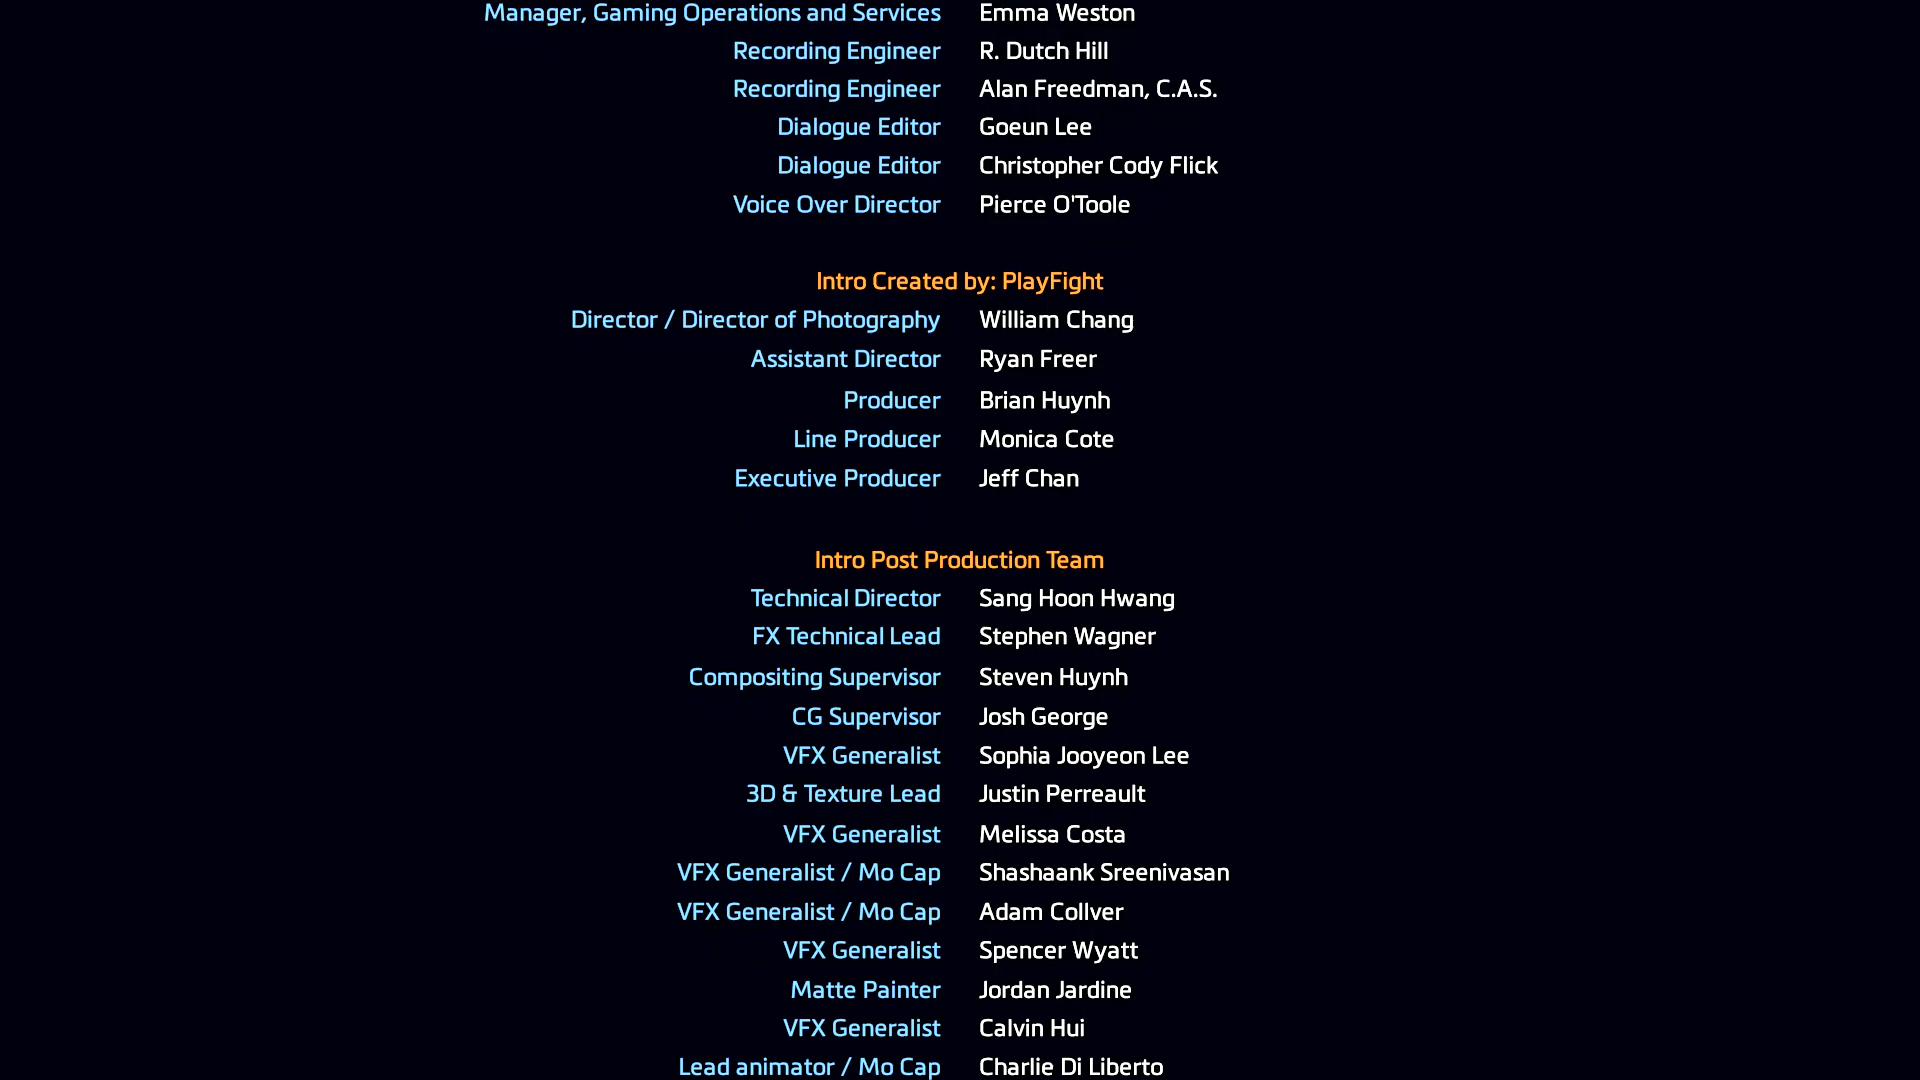 Manager, Gaming Operations and Services Emma Weston
Recording Engineer R. Dutch Hill
Recording Engineer Alan Freedman, C.A.S.
Dialogue Editor Goeun Lee
Dialogue Editor Christopher Cody Flick
Voice Over Director Pierce O'Toole
Intro Created by: PlayFight
Director / Director of Photography William Chang
Assistant Director Ryan Freer
Producer Brian Huynh
Line Producer Monica Cote
Executive Producer Jeff Chan
Intro Post Production Team
Technical Director Sang Hoon Hwang
FX Technical Lead Stephen Wagner
Compositing Supervisor Steven Huynh
CG Supervisor Josh George
VFX Generalist Sophia Jooyeon Lee
3D & Texture Lead Justin Perreault
VFX Generalist Melissa Costa
VFX Generalist / Mo Cap Shashaank Sreenivasan
VFX Generalist / Mo Cap Adam Collver
VFX Generalist Spencer Wyatt
Matte Painter Jordan Jardine
VFX Generalist Calvin Hui
Lead animator / Mo Cap Charlie Di Liberto